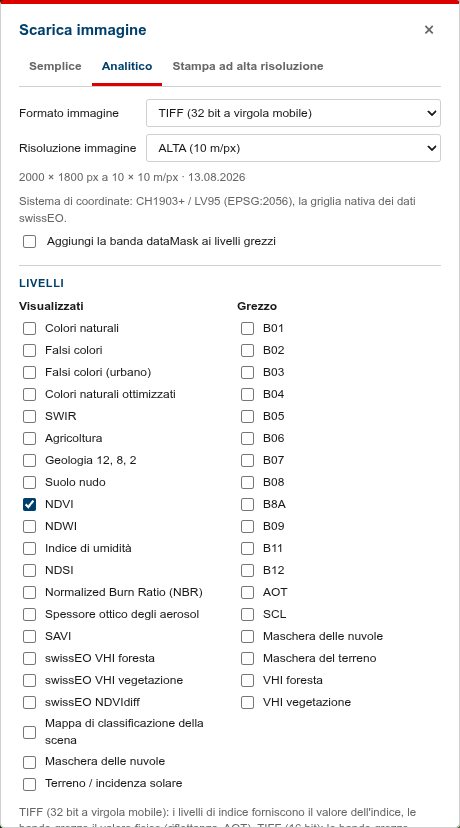 Scarica immagine ×
Semplice Analitico Stampa ad alta risoluzione
Formato immagine TIFF (32 bit a virgola mobile)
Risoluzione immagine ALTA (10 m/px)
2000 × 1800 px a 10 × 10 m/px · 13.08.2026
Sistema di coordinate: CH1903+ / LV95 (EPSG:2056), la griglia nativa dei dati
swissEO.
Aggiungi la banda dataMask ai livelli grezzi
LIVELLI
Visualizzati
Colori naturali
Falsi colori
Falsi colori (urbano)
Colori naturali ottimizzati
SWIR
Agricoltura
Geologia 12, 8, 2
Suolo nudo
NDVI
NDWI
Indice di umidità
NDSI
Normalized Burn Ratio (NBR)
Spessore ottico degli aerosol
SAVI
swissEO VHI foresta
swissEO VHI vegetazione
swissEO NDVIdiff
Mappa di classificazione della
scena
Maschera delle nuvole
Terreno / incidenza solare
Grezzo
B01
B02
B03
B04
B05
B06
B07
B08
B8A
B09
B11
B12
AOT
SCL
Maschera delle nuvole
Maschera del terreno
VHI foresta
VHI vegetazione
TIFF (32 bit a virgola mobile): i livelli di indice forniscono il valore dell'indice, le